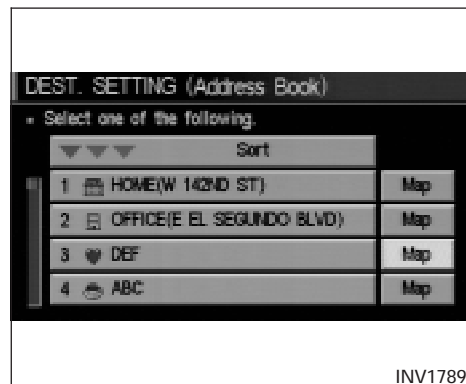 DEST. SETTING (Address Book)
Select one of the following.
Sort
1 HOME(W 142ND ST) Map
2 OFFICE(E EL SEGUNDO BLVD) Map
3 DEF Map
4 ABC Map
INV1789